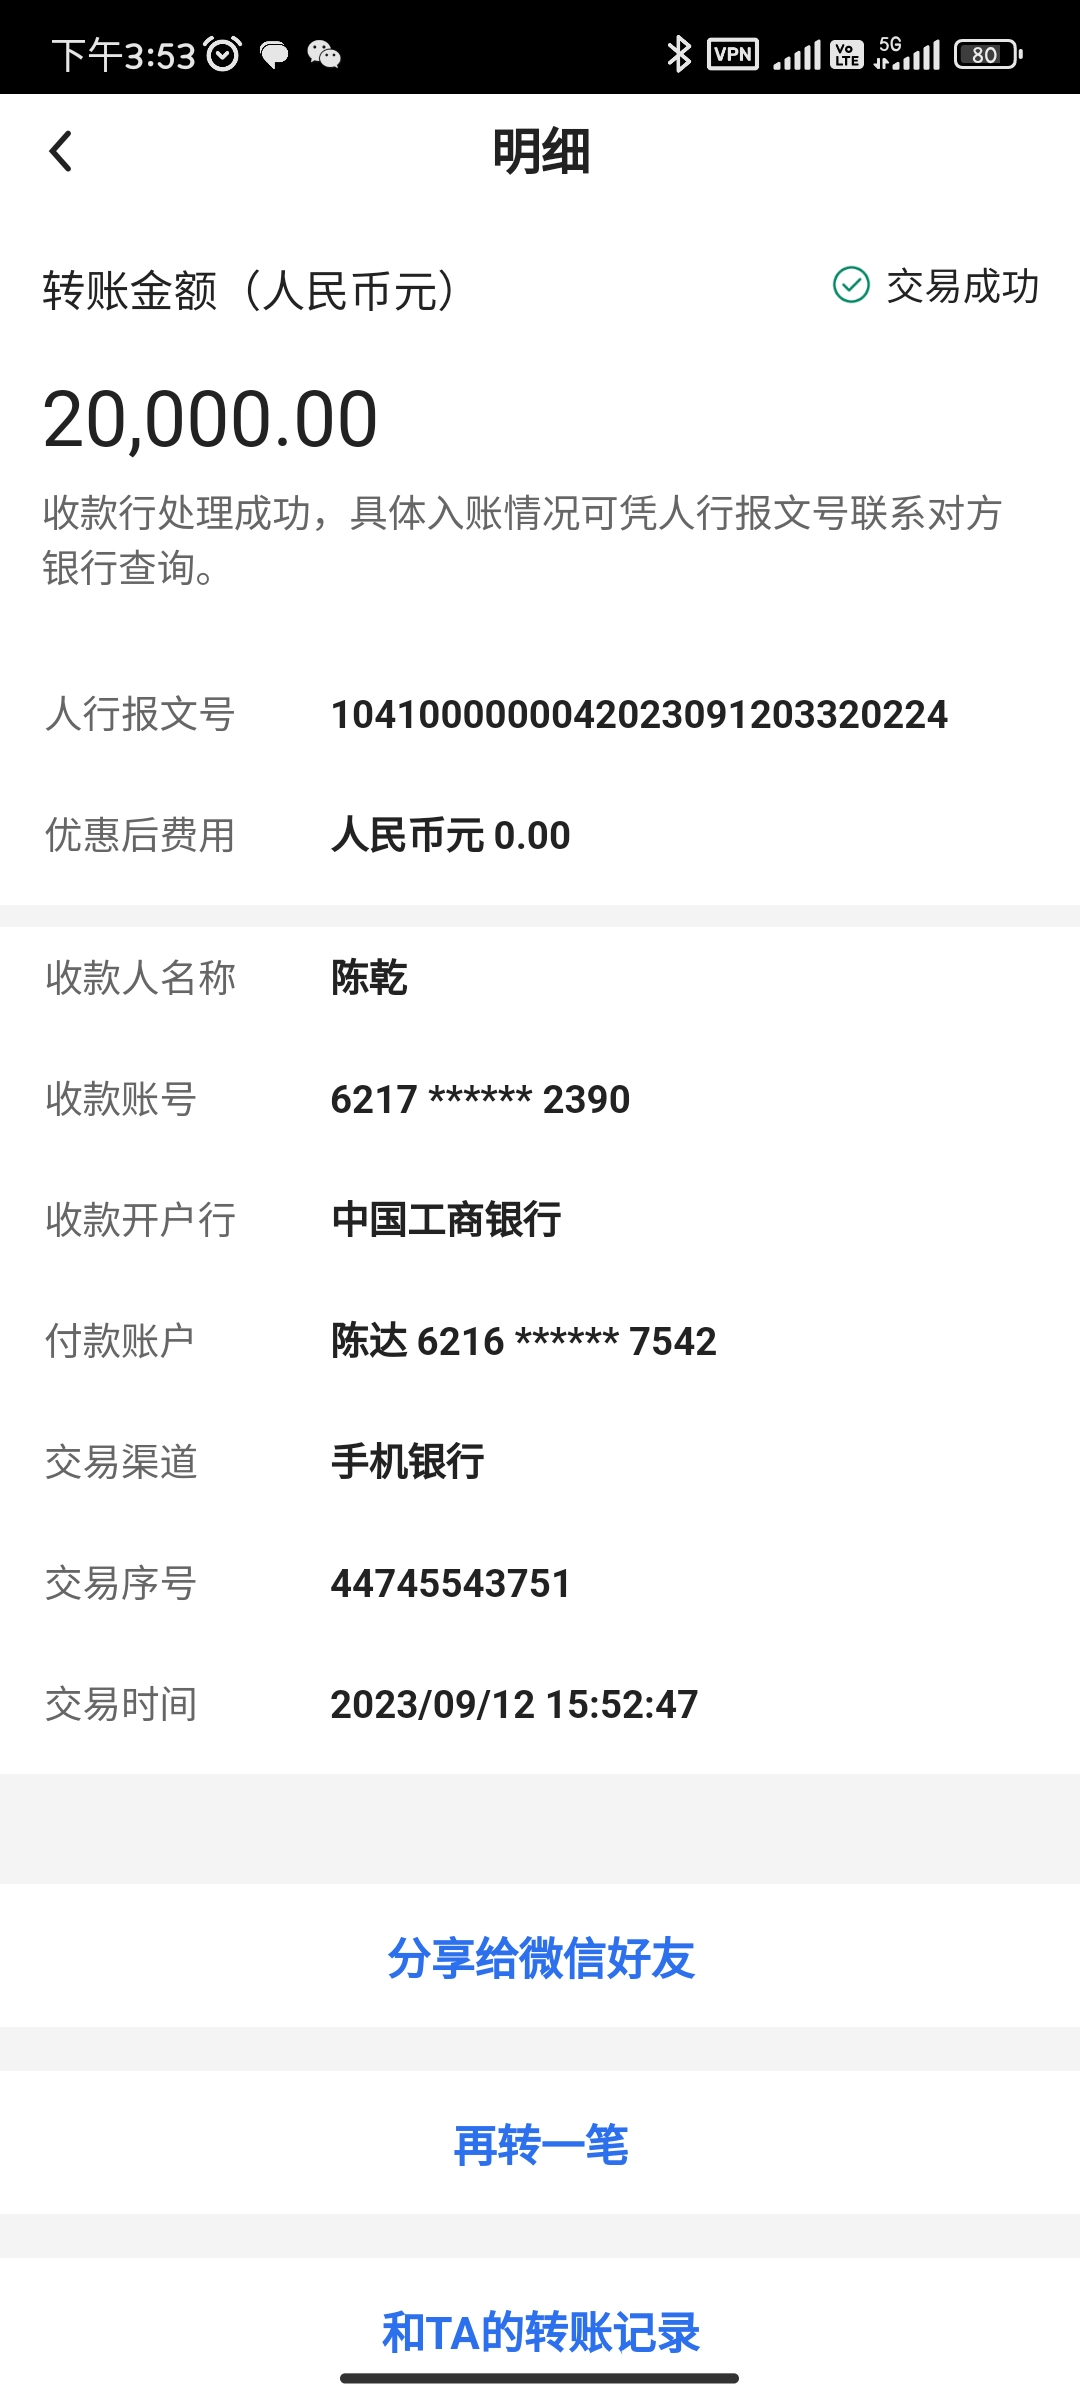 下午3:53 VPN Vo LTE 5G 80
明细
转账金额（人民币元） 交易成功
20,000.00
收款行处理成功，具体入账情况可凭人行报文号联系对方
银行查询。
人行报文号 1041000000042023091203320224
优惠后费用 人民币元 0.00
收款人名称 陈乾
收款账号 6217 ****** 2390
收款开户行 中国工商银行
付款账户 陈达 6216 ****** 7542
交易渠道 手机银行
交易序号 44745543751
交易时间 2023/09/12 15:52:47
分享给微信好友
再转一笔
和TA的转账记录